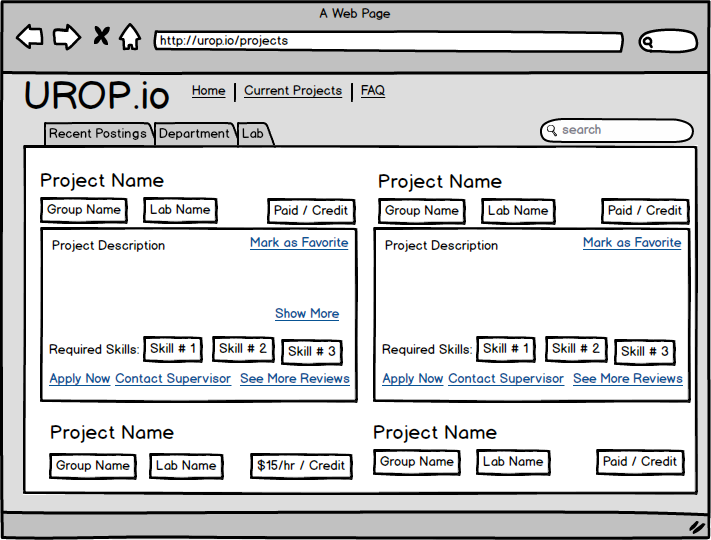 A Web Page
http://urop.io/projects
UROP.io Home Current Projects FAQ
Recent Postings Department Lab search
Project Name Project Name
Group Name Lab Name Paid / Credit Group Name Lab Name Paid / Credit
Project Description Mark as Favorite Project Description Mark as Favorite
Show More
Required Skills: Skill # 1 Skill # 2 Skill # 3 Required Skills: Skill # 1 Skill # 2 Skill # 3
Apply Now Contact Supervisor See More Reviews Apply Now Contact Supervisor See More Reviews
Project Name Project Name
Group Name Lab Name $15/hr / Credit Group Name Lab Name Paid / Credit